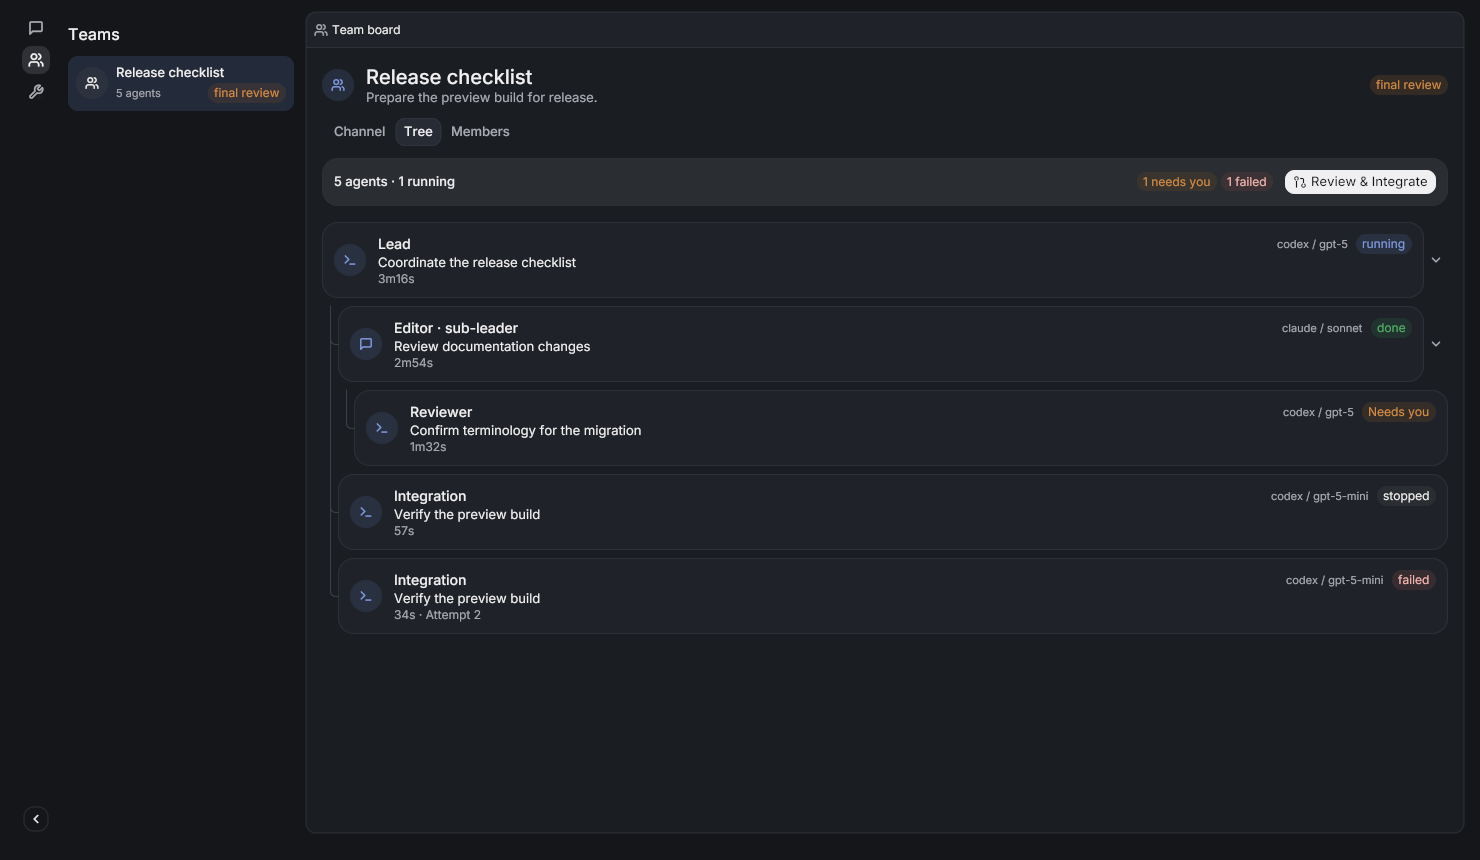 Teams
Release checklist
5 agents
final review
Team board
Release checklist
Prepare the preview build for release.
final review
Channel
Tree
Members
5 agents · 1 running
1 needs you
1 failed
Review & Integrate
Lead
codex / gpt-5
running
Coordinate the release checklist
3m16s
Editor · sub-leader
claude / sonnet
done
Review documentation changes
2m54s
Reviewer
codex / gpt-5
Needs you
Confirm terminology for the migration
1m32s
Integration
codex / gpt-5-mini
stopped
Verify the preview build
57s
Integration
codex / gpt-5-mini
failed
Verify the preview build
34s · Attempt 2